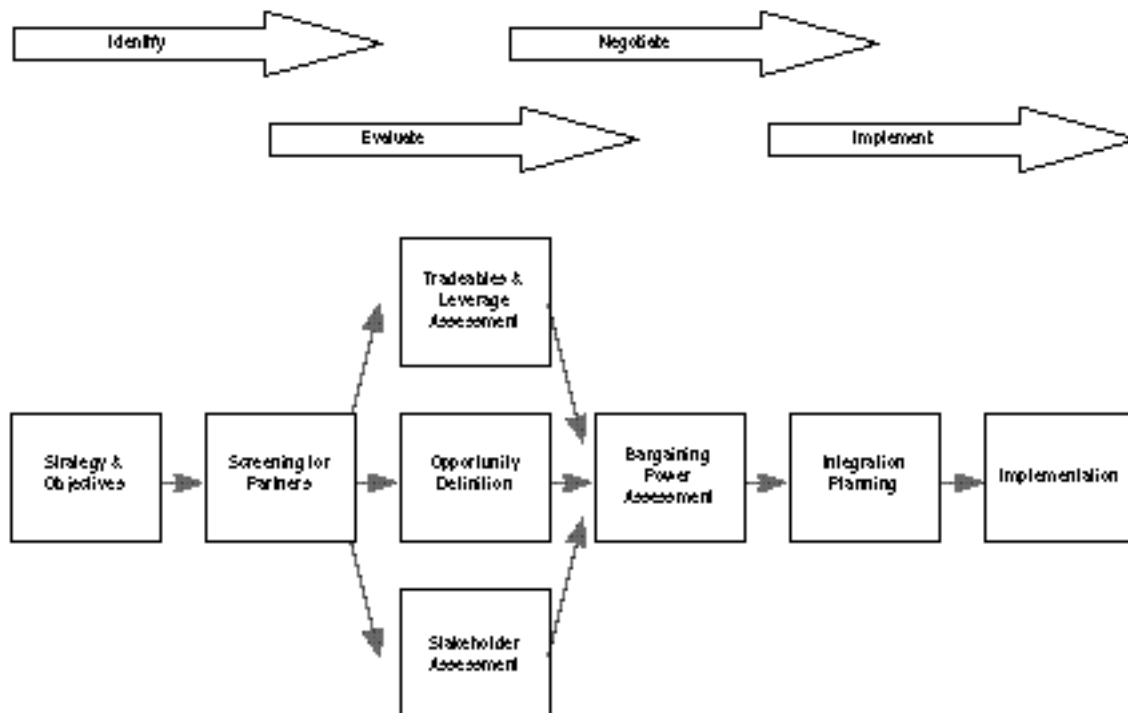 Identify
Negotiate
Evaluate
Implement
Tradeables &
Leverage
Assessment
Strategy &
Objectives
Screening for
Partners
Opportunity
Definition
Bargaining
Power
Assessment
Integration
Planning
Implementation
Stakeholder
Assessment